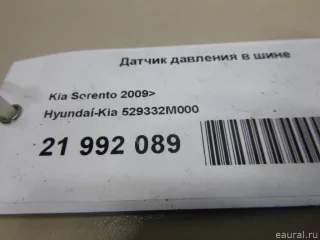 Датчик давления в шине
Kia Sorento 2009>
Hyundai-Kia 529332M000
21 992 089
eaural.ru